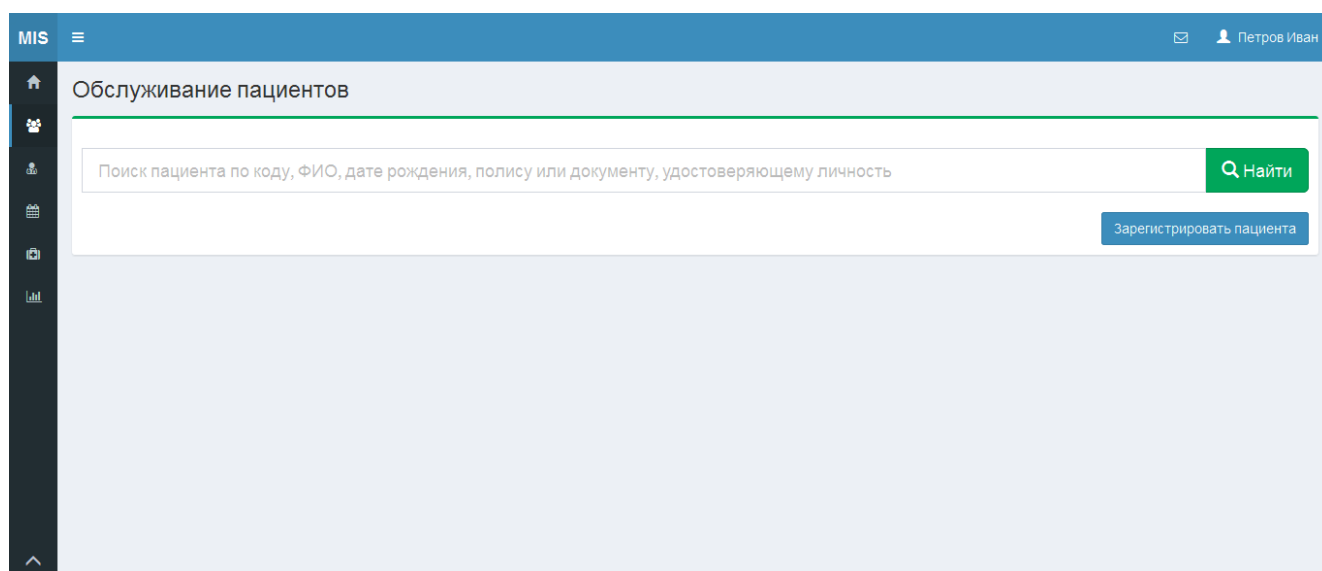 MIS
Петров Иван
Обслуживание пациентов
Поиск пациента по коду, ФИО, дате рождения, полису или документу, удостоверяющему личность
Найти
Зарегистрировать пациента